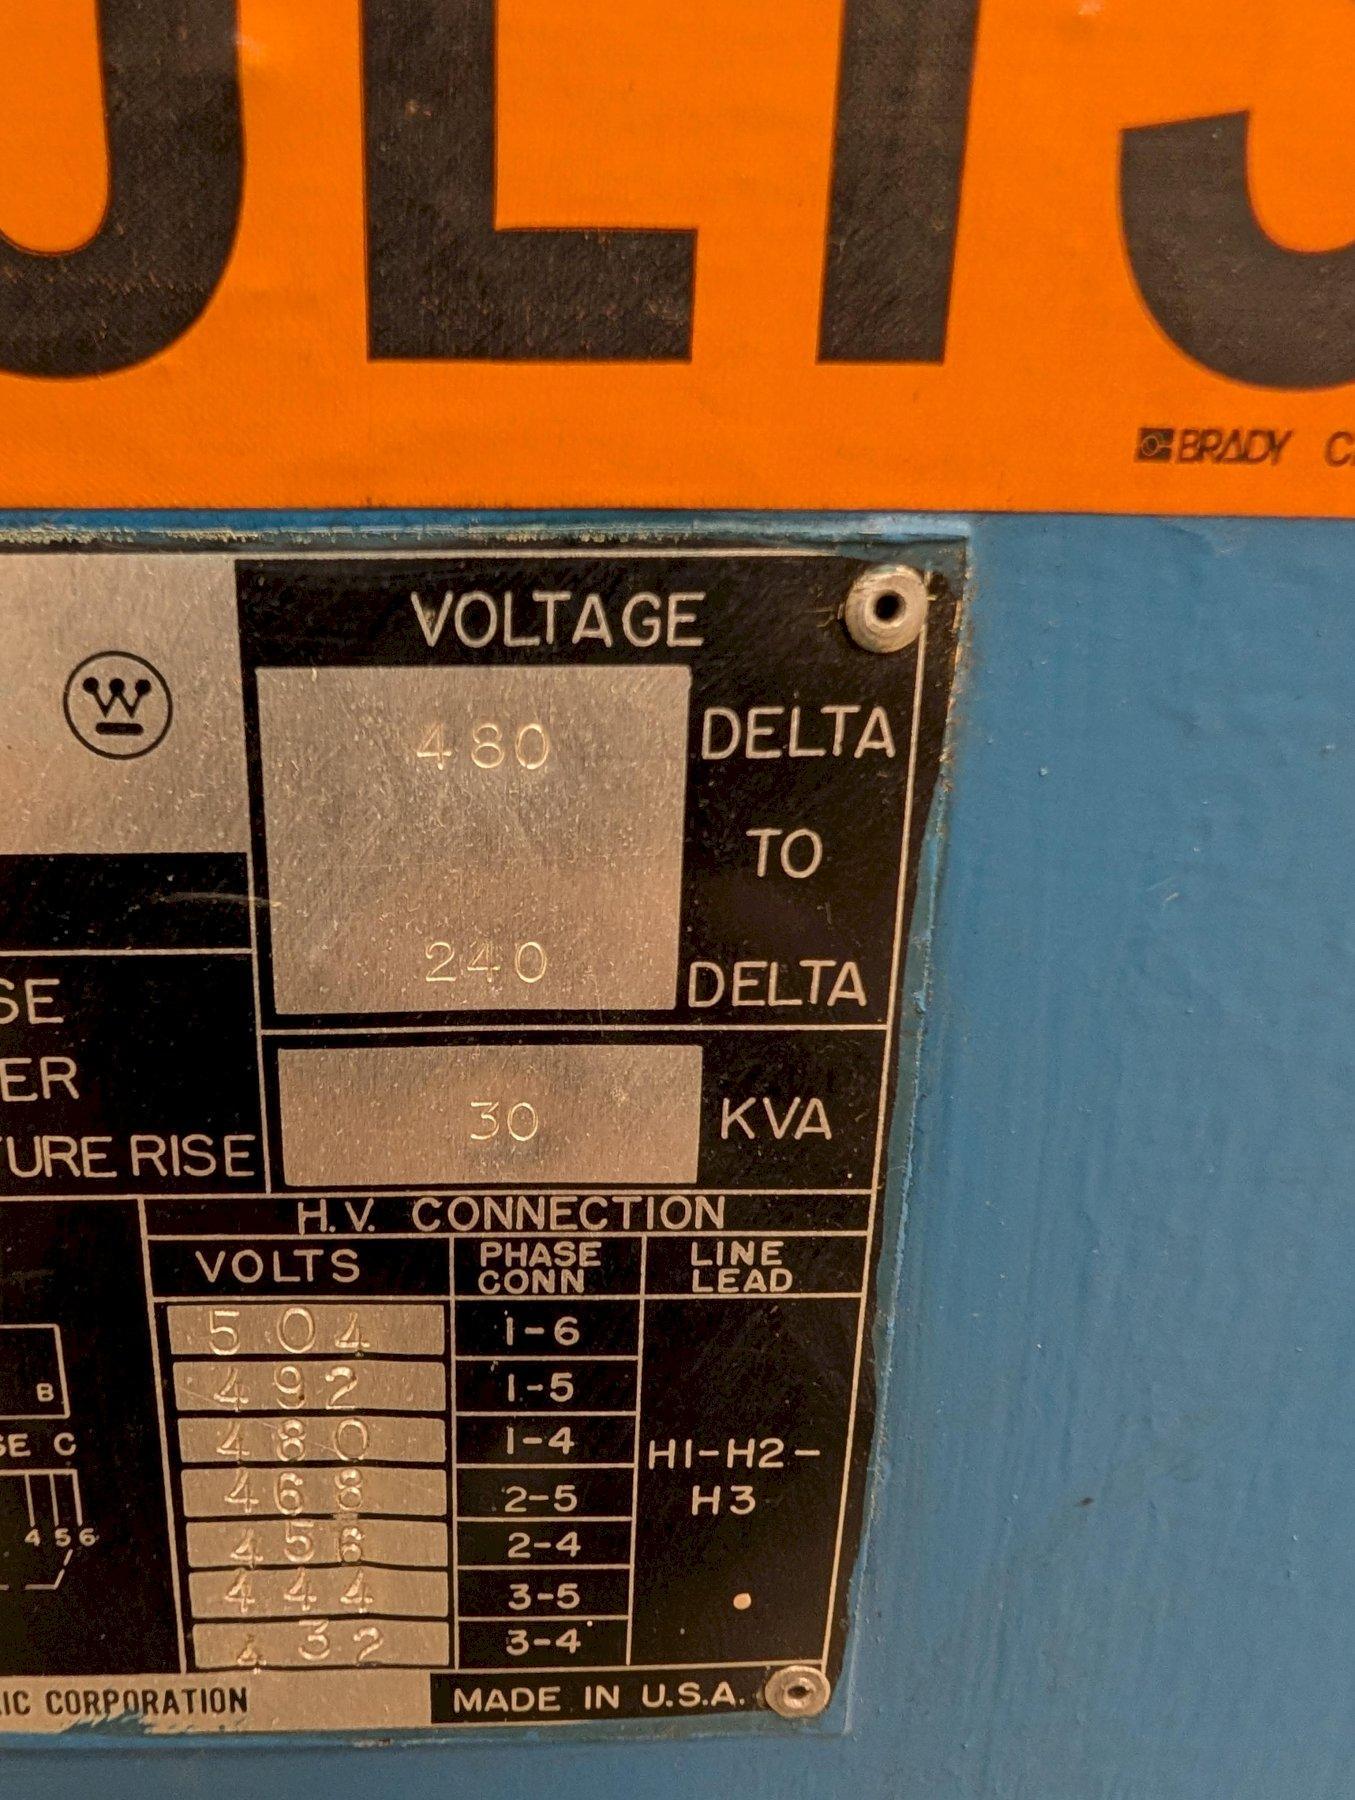 OLTS
BRADY
VOLTAGE
W
480 DELTA
TO
240 DELTA
SE
ER
30 KVA
TURE RISE
H.V. CONNECTION
VOLTS PHASE CONN LINE LEAD
504 1-6
492 1-5
B
480 1-4
SE C
H1-H2-
468 2-5
H3
456 2-4
4 5 6
444 3-5
432 3-4
RIC CORPORATION MADE IN U.S.A.